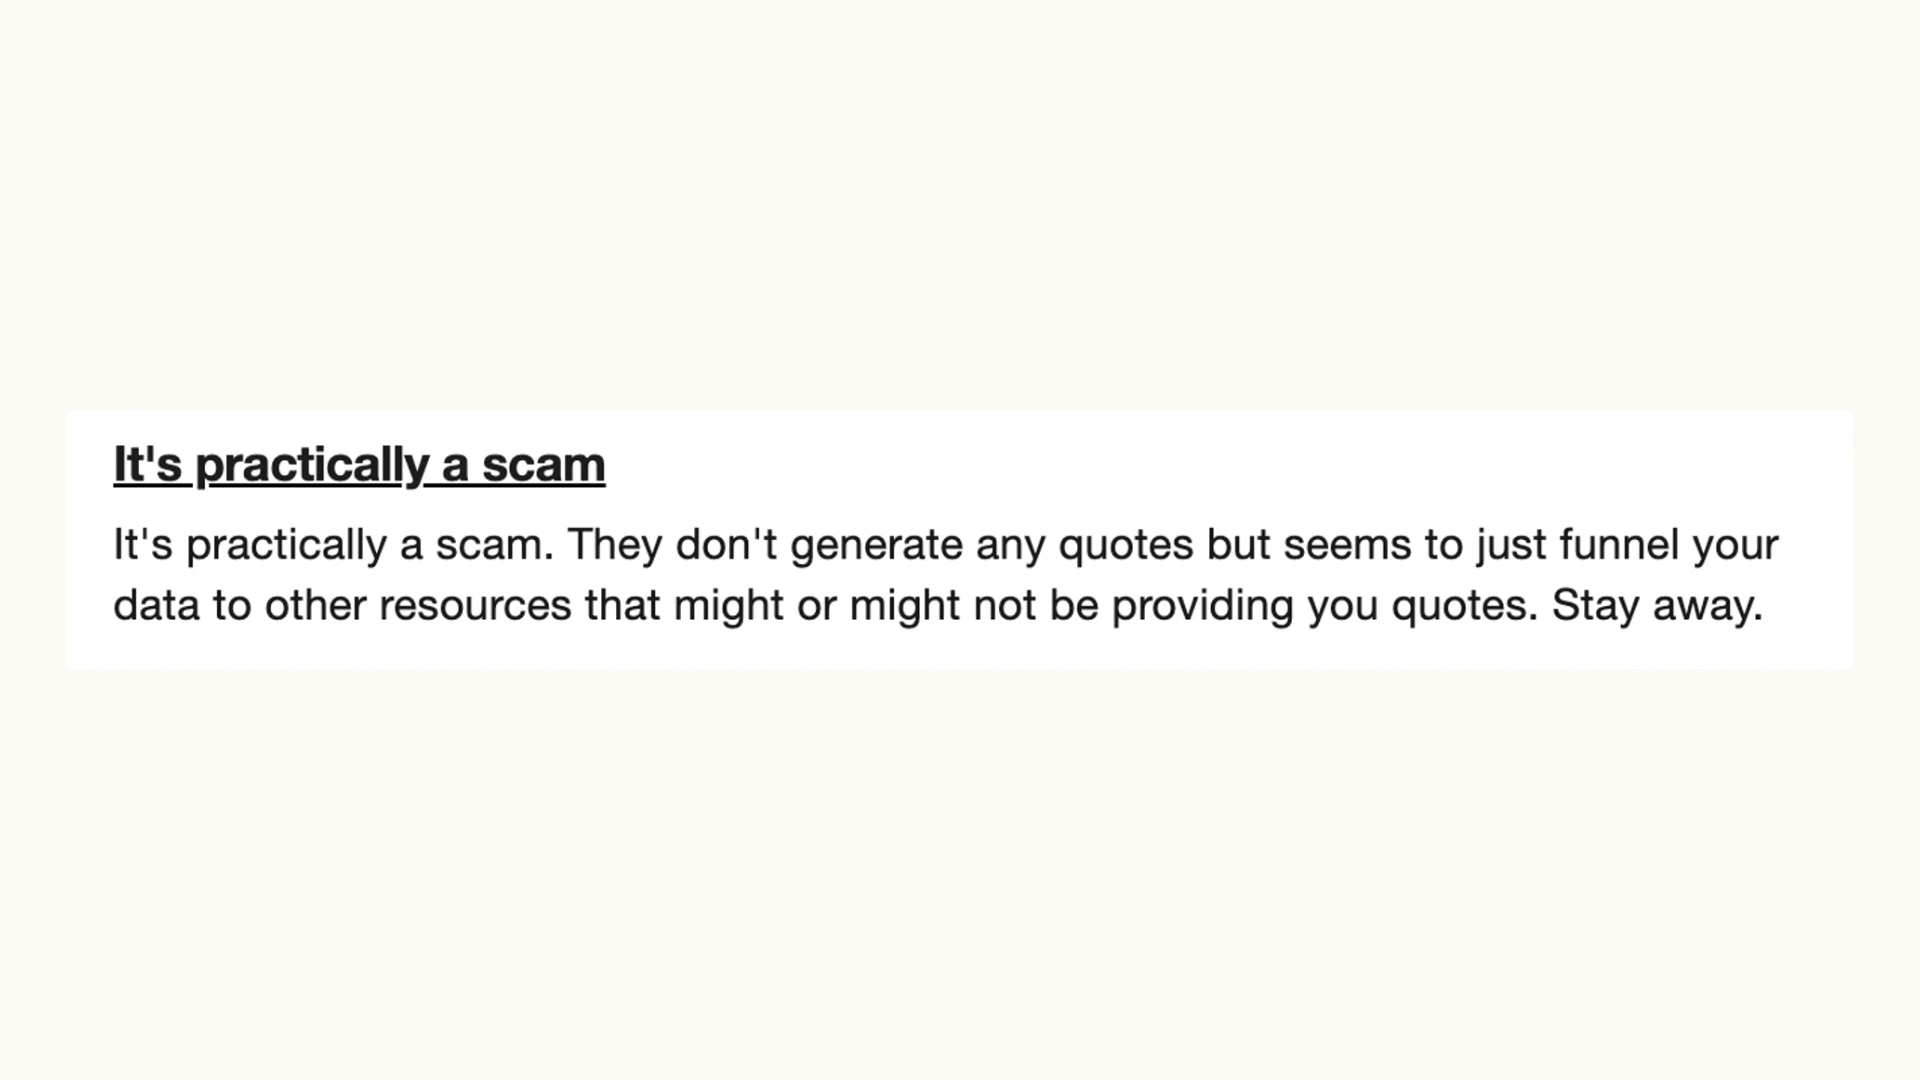 It's practically a scam
It's practically a scam. They don't generate any quotes but seems to just funnel your
data to other resources that might or might not be providing you quotes. Stay away.